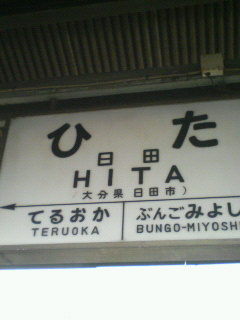 ひた
日田
HITA
(大分県 日田市)
てるおか ぶんごみよし
TERUOKA BUNGO-MIYOSHI